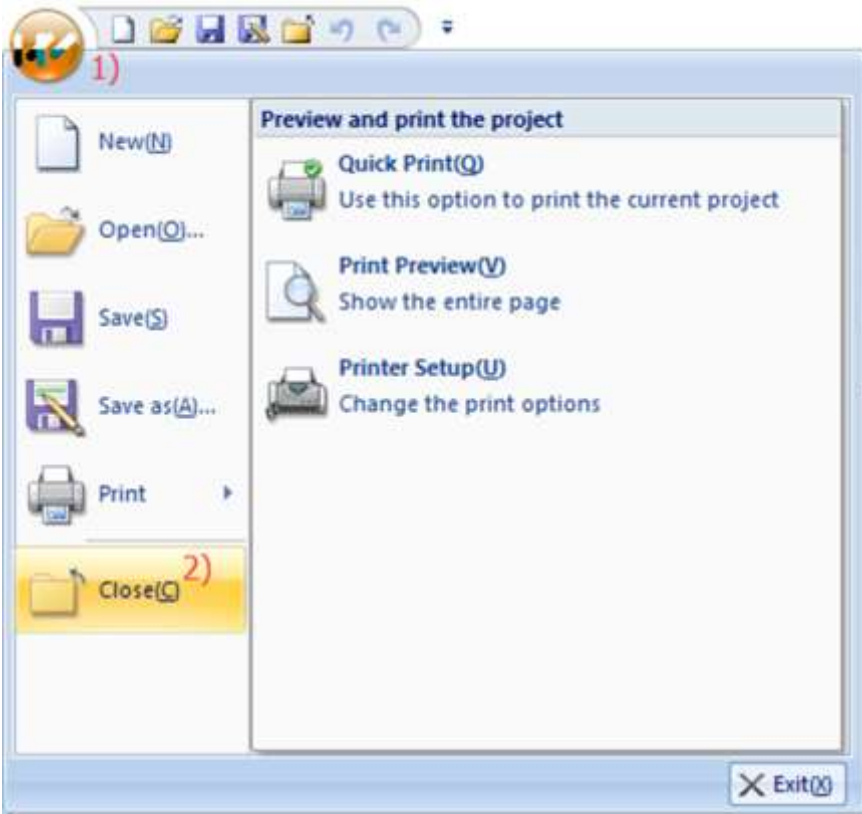 1)
New(N)
Open(O)...
Save(S)
Save as(A)...
Print
Close(C)
2)
Preview and print the project
Quick Print(Q)
Use this option to print the current project
Print Preview(V)
Show the entire page
Printer Setup(U)
Change the print options
Exit(X)